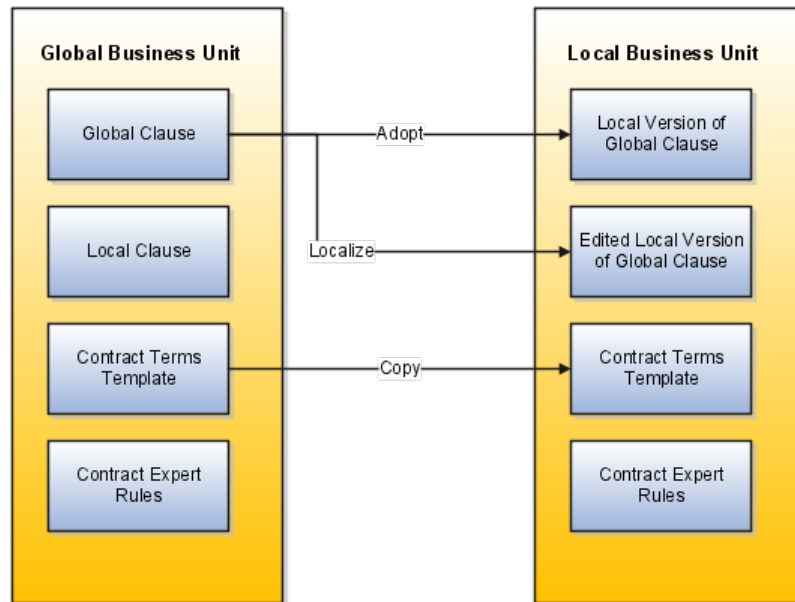 Global Business Unit
Global Clause
Local Clause
Contract Terms
Template
Contract Expert
Rules
Adopt
Localize
Copy
Local Business Unit
Local Version of
Global Clause
Edited Local Version
of Global Clause
Contract Terms
Template
Contract Expert
Rules